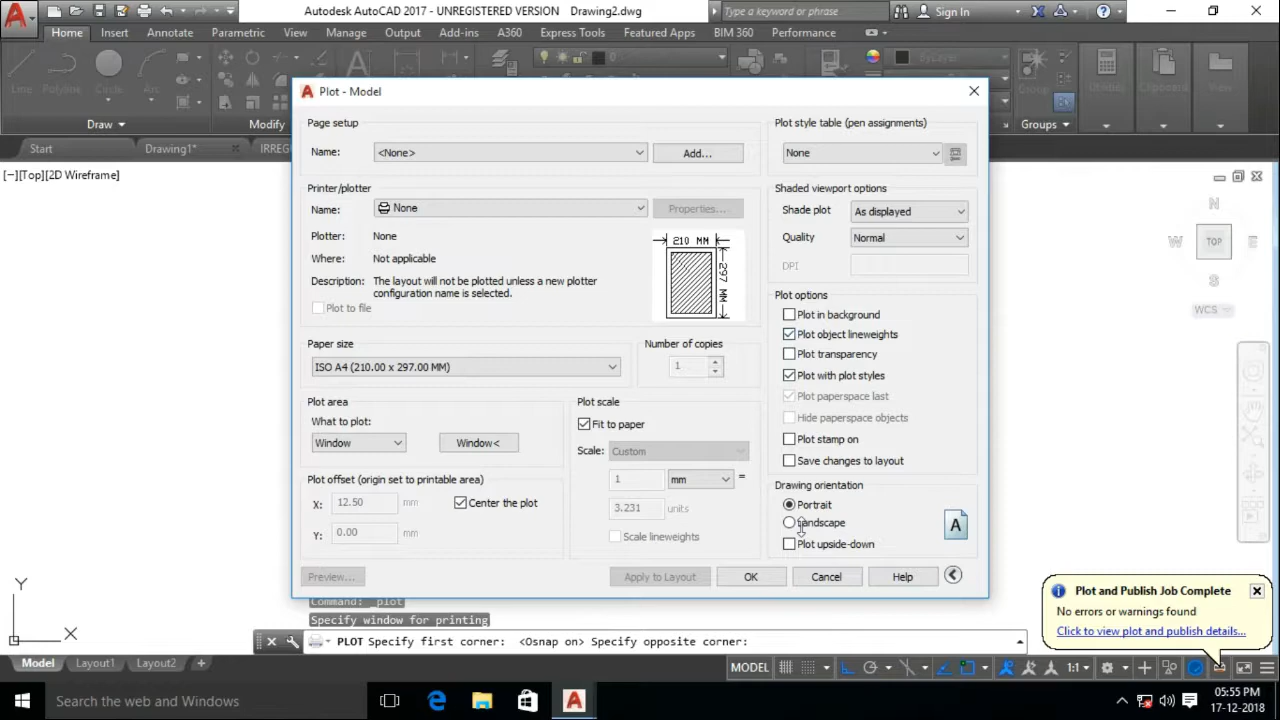 Autodesk AutoCAD 2017 - UNREGISTERED VERSION Drawing2.dwg
Type a keyword or phrase
Sign In
Home Insert Annotate Parametric View Manage Output Add-ins A360 Express Tools Featured Apps BIM 360 Performance
Line Polyline Circle Arc
0
ByLayer
Group Utilities Clipboard View
Draw Modify Groups
Start Drawing1*
[−][Top][2D Wireframe]
N
W TOP E
S
WCS
Plot - Model
Page setup
Name: <None> Add...
Printer/plotter
Name: None Properties...
Plotter: None
Where: Not applicable
Description: The layout will not be plotted unless a new plotter
configuration name is selected.
Plot to file
210 MM
297 MM
Paper size
ISO A4 (210.00 x 297.00 MM)
Number of copies
1
Plot area
What to plot:
Window Window<
Plot offset (origin set to printable area)
X: 12.50 mm Center the plot
Y: 0.00 mm
Plot scale
Fit to paper
Scale: Custom
1 mm =
3.231 units
Scale lineweights
Plot style table (pen assignments)
None
Shaded viewport options
Shade plot As displayed
Quality Normal
DPI
Plot options
Plot in background
Plot object lineweights
Plot transparency
Plot with plot styles
Plot paperspace last
Hide paperspace objects
Plot stamp on
Save changes to layout
Drawing orientation
Portrait
Landscape
Plot upside-down
A
Preview... Apply to Layout OK Cancel Help
Y
X
Command: _plot
Specify window for printing
PLOT Specify first corner: <Osnap on> Specify opposite corner:
Plot and Publish Job Complete
No errors or warnings found
Click to view plot and publish details...
Model Layout1 Layout2 +
MODEL 1:1
Search the web and Windows
05:55 PM
17-12-2018